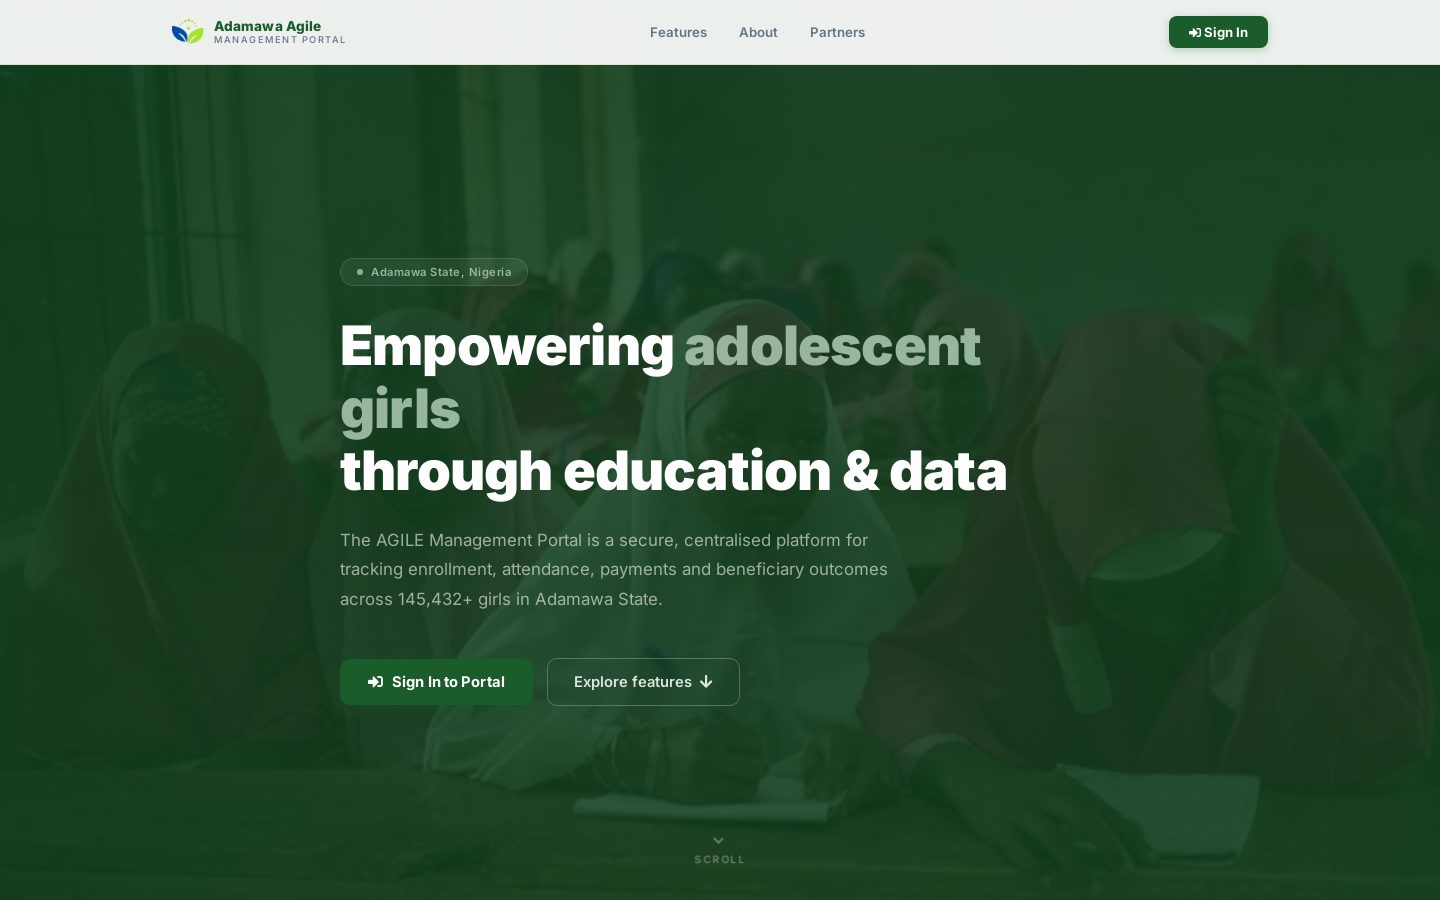 Adamawa Agile
MANAGEMENT PORTAL
Features
About
Partners
Sign In
Adamawa State, Nigeria
Empowering adolescent
girls
through education & data
The AGILE Management Portal is a secure, centralised platform for
tracking enrollment, attendance, payments and beneficiary outcomes
across 145,432+ girls in Adamawa State.
Sign In to Portal
Explore features
SCROLL